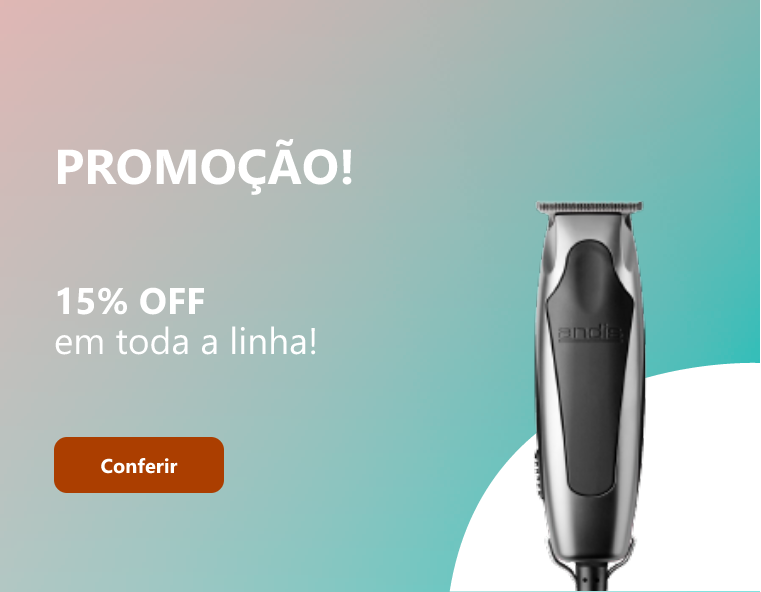 PROMOÇÃO!
15% OFF
em toda a linha!
andis
Conferir